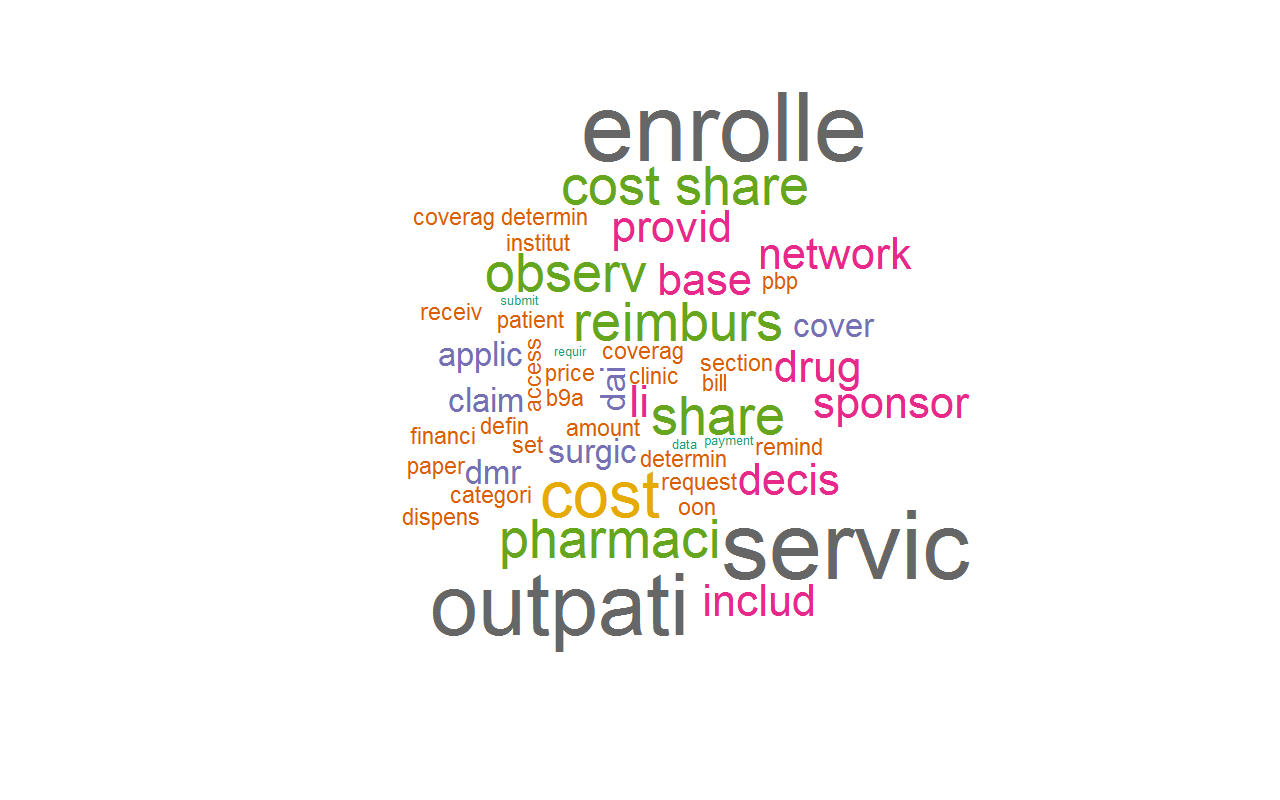 enrolle
cost share
coverag determin
provid
institut
network
observ
base
pbp
submit
receiv
patient
reimburs
cover
applic
access
requir
coverag
section
drug
price
dai
clinic
bill
claim
b9a
li
share
sponsor
financi
defin
amount
set
surgic
data
payment
remind
paper
dmr
determin
categori
cost
request
decis
dispens
oon
pharmaci
servic
outpati
includ